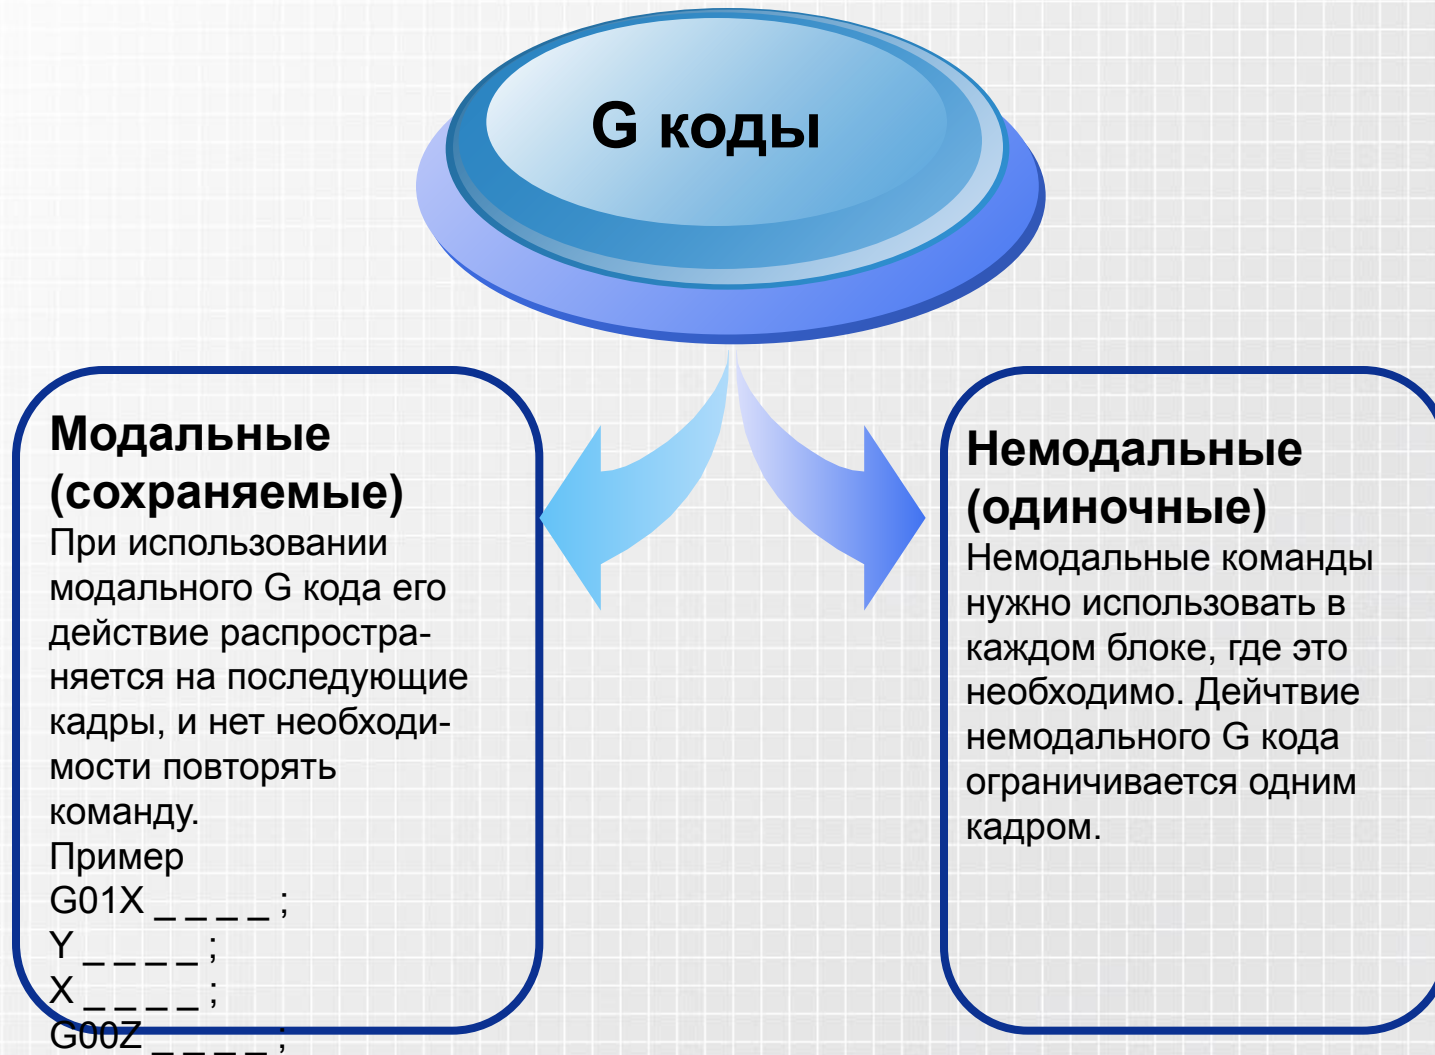 G коды
Модальные
(сохраняемые)
При использовании
модального G кода его
действие распростра-
няется на последующие
кадры, и нет необходи-
мости повторять
команду.
Пример
G01X _ _ _ _ ;
Y _ _ _ _ ;
X _ _ _ _ ;
G00Z _ _ _ _ ;
Немодальные
(одиночные)
Немодальные команды
нужно использовать в
каждом блоке, где это
необходимо. Дейчтвие
немодального G кода
ограничивается одним
кадром.